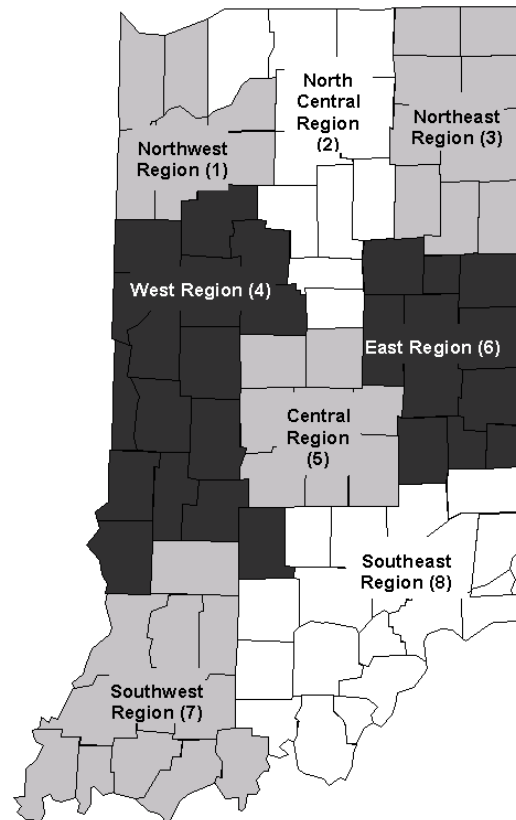 North
Central
Region
(2)
Northeast
Region (3)
Northwest
Region (1)
West Region (4)
East Region (6)
Central
Region
(5)
Southeast
Region (8)
Southwest
Region (7)